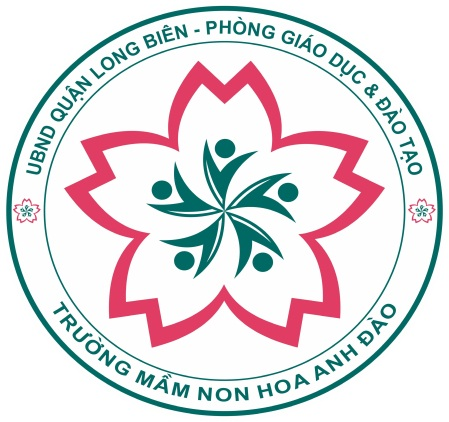 UBND QUẬN LONG BIÊN - PHÒNG GIÁO DỤC & ĐÀO TẠO
TRƯỜNG MẦM NON HOA ANH ĐÀO